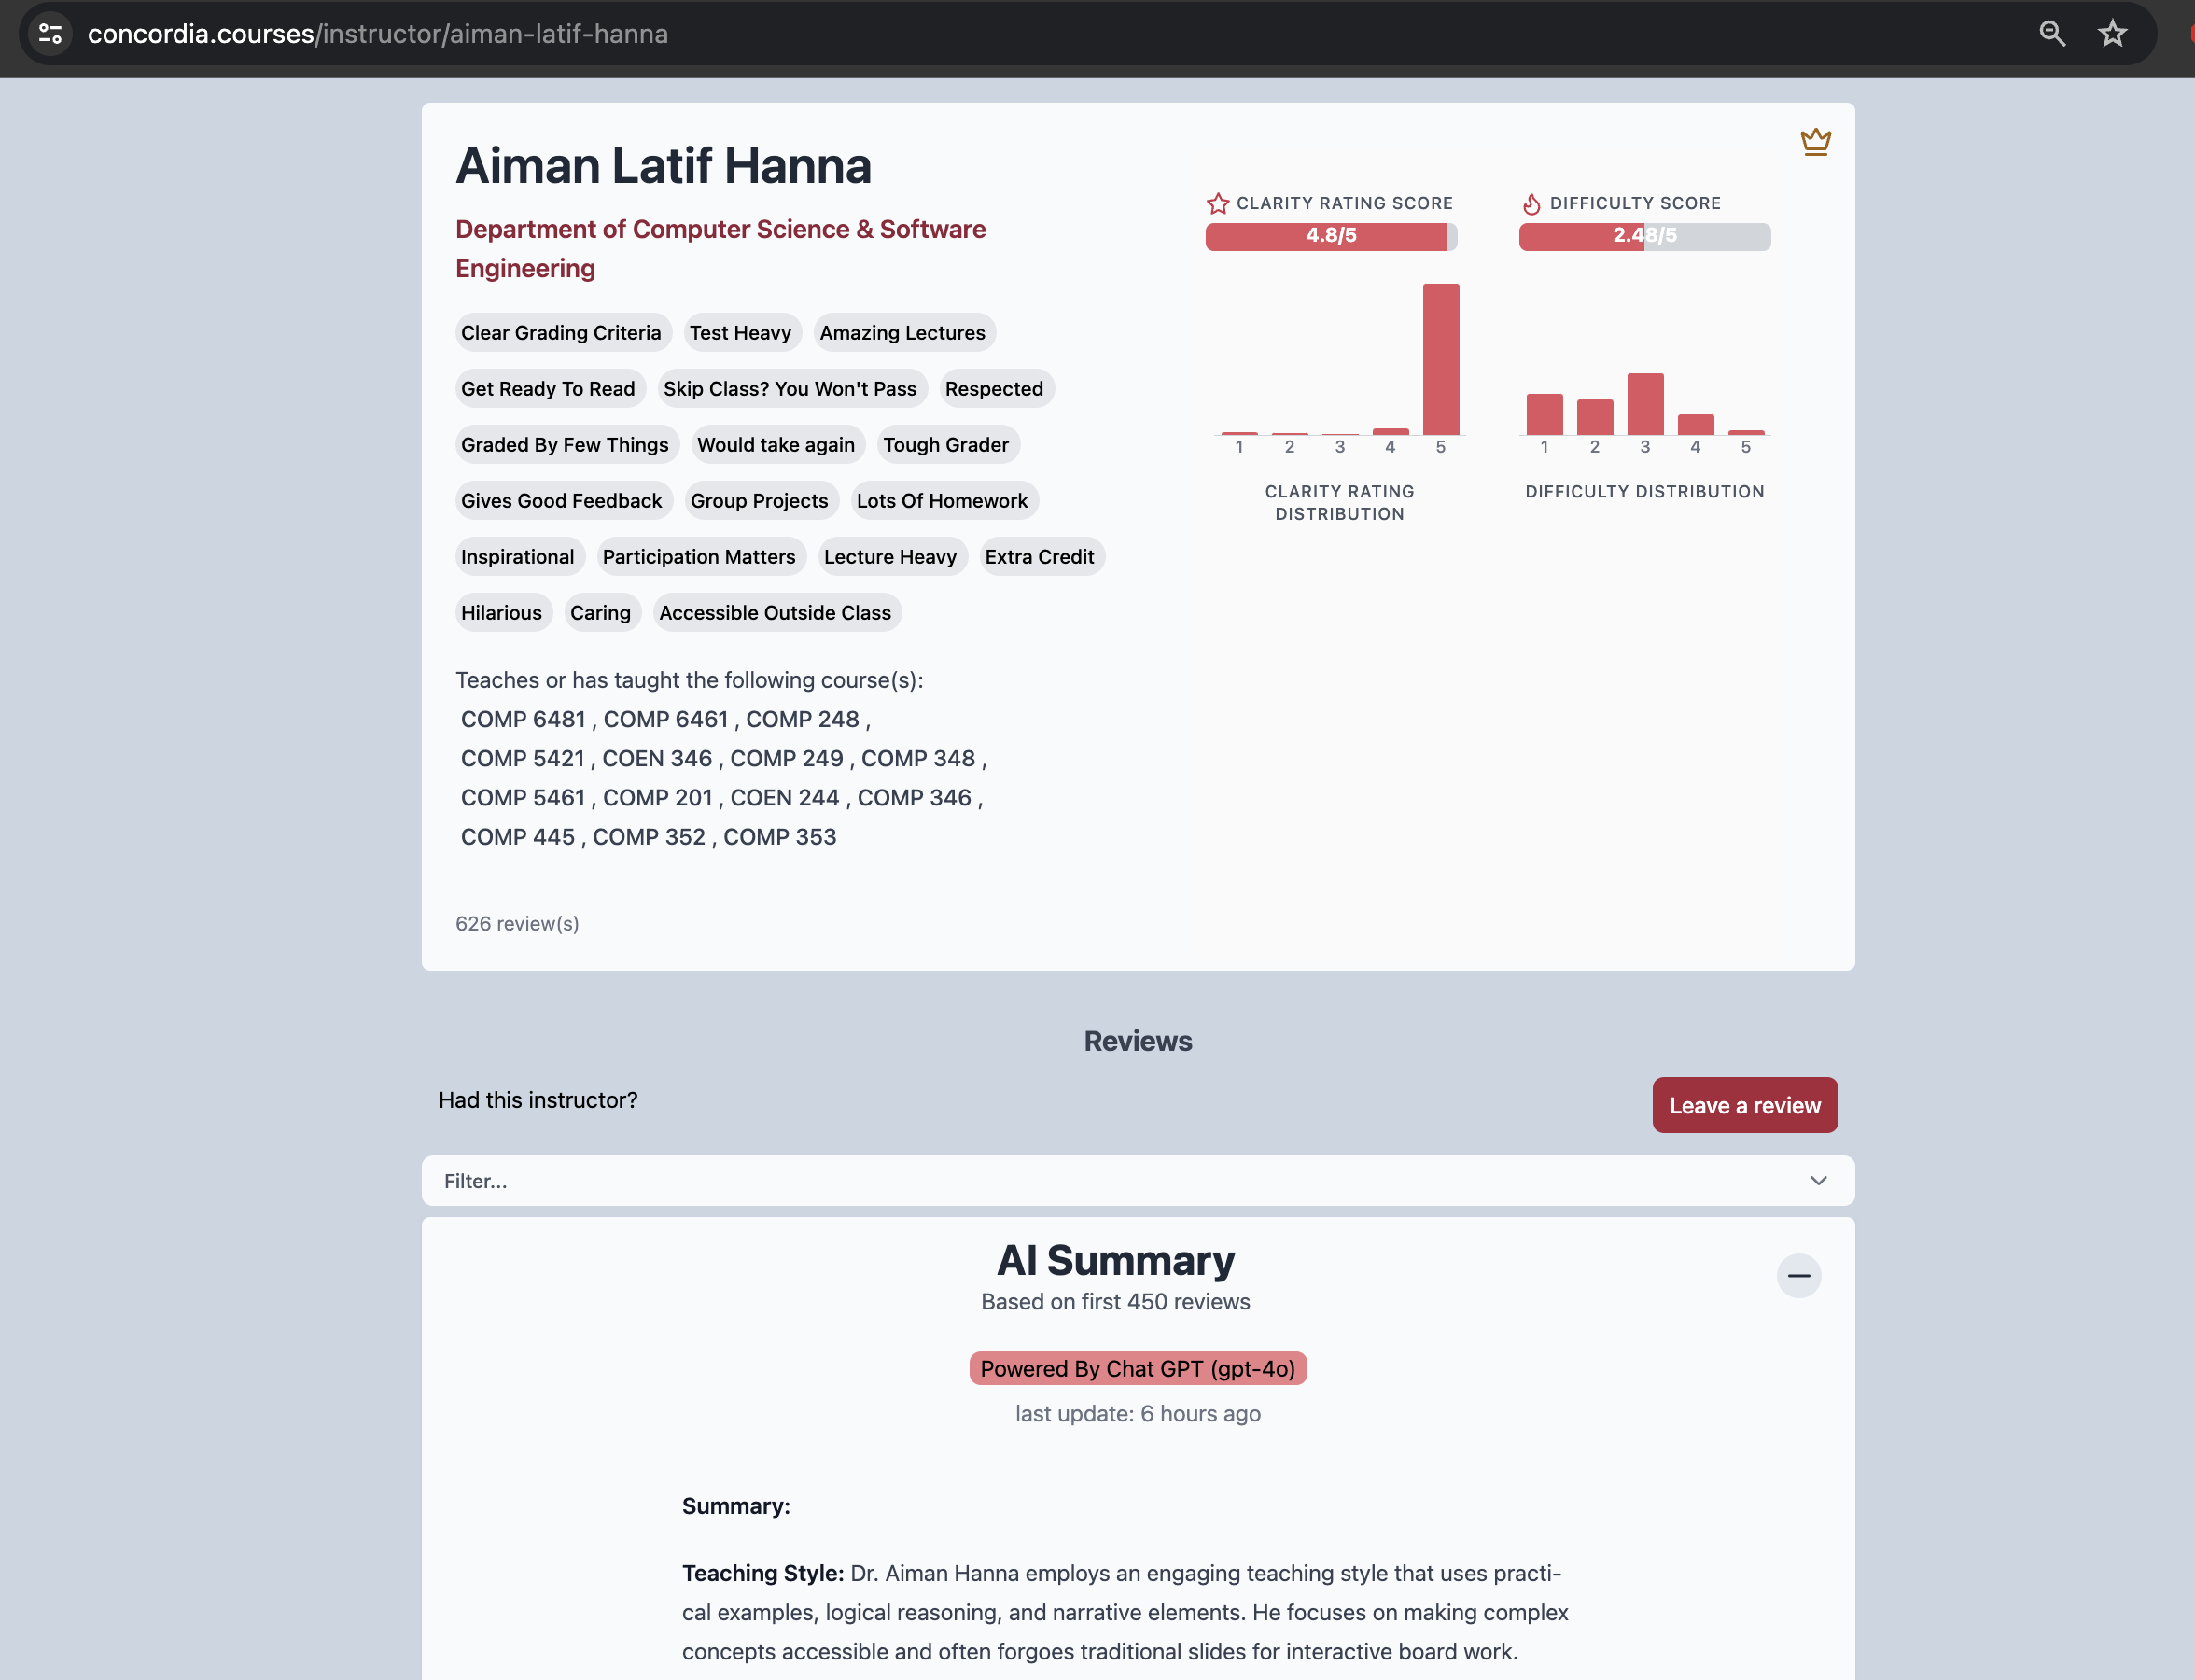 concordia.courses/instructor/aiman-latif-hanna
Aiman Latif Hanna
Department of Computer Science & Software
Engineering
Clear Grading Criteria Test Heavy Amazing Lectures
Get Ready To Read Skip Class? You Won't Pass Respected
Graded By Few Things Would take again Tough Grader
Gives Good Feedback Group Projects Lots Of Homework
Inspirational Participation Matters Lecture Heavy Extra Credit
Hilarious Caring Accessible Outside Class
Teaches or has taught the following course(s):
COMP 6481 , COMP 6461 , COMP 248 ,
COMP 5421 , COEN 346 , COMP 249 , COMP 348 ,
COMP 5461 , COMP 201 , COEN 244 , COMP 346 ,
COMP 445 , COMP 352 , COMP 353
626 review(s)
CLARITY RATING SCORE
4.8/5
1 2 3 4 5
CLARITY RATING
DISTRIBUTION
DIFFICULTY SCORE
2.48/5
1 2 3 4 5
DIFFICULTY DISTRIBUTION
Reviews
Had this instructor?
Leave a review
Filter...
AI Summary
Based on first 450 reviews
Powered By Chat GPT (gpt-4o)
last update: 6 hours ago
Summary:
Teaching Style: Dr. Aiman Hanna employs an engaging teaching style that uses practi-
cal examples, logical reasoning, and narrative elements. He focuses on making complex
concepts accessible and often forgoes traditional slides for interactive board work.